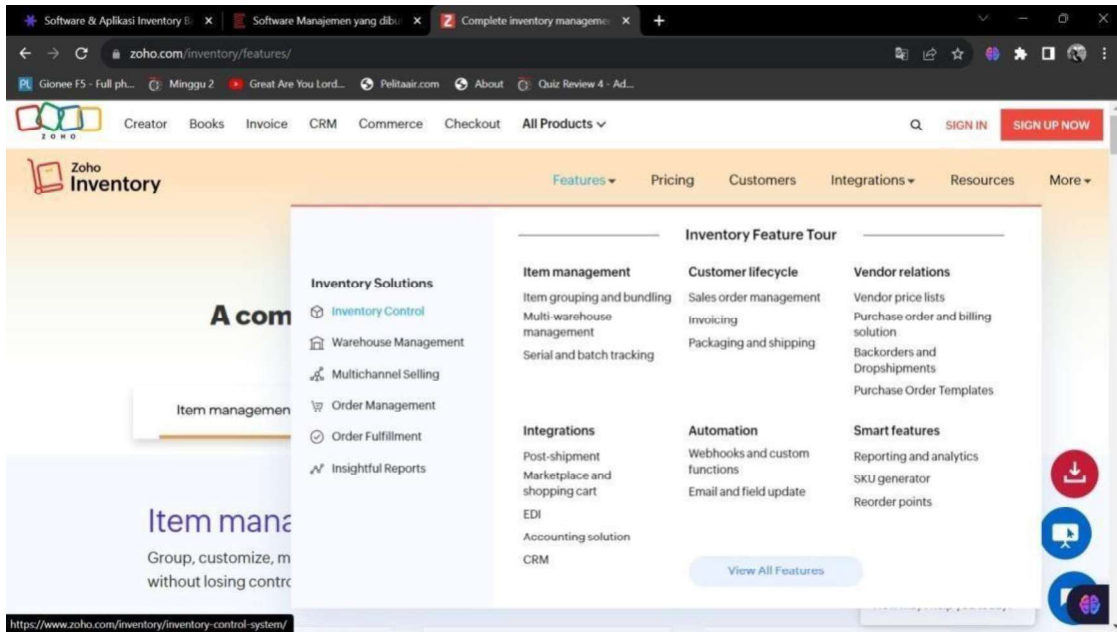 Software & Aplikasi Inventory B
Software Manajemen yang dibu
Complete inventory manageme
zoho.com/inventory/features/
Gionee F5 - Full ph...
Minggu 2
Great Are You Lord...
Pelitaair.com
About
Quiz Review 4 - Ad...
ZOHO
Creator
Books
Invoice
CRM
Commerce
Checkout
All Products
SIGN IN
SIGN UP NOW
Zoho
Inventory
Features
Pricing
Customers
Integrations
Resources
More
A com
Item managemen
Item mana
Group, customize, m
without losing contro
Inventory Solutions
Inventory Control
Warehouse Management
Multichannel Selling
Order Management
Order Fulfillment
Insightful Reports
Inventory Feature Tour
Item management
Item grouping and bundling
Multi-warehouse
management
Serial and batch tracking
Customer lifecycle
Sales order management
Invoicing
Packaging and shipping
Vendor relations
Vendor price lists
Purchase order and billing
solution
Backorders and
Dropshipments
Purchase Order Templates
Integrations
Post-shipment
Marketplace and
shopping cart
EDI
Accounting solution
CRM
Automation
Webhooks and custom
functions
Email and field update
Smart features
Reporting and analytics
SKU generator
Reorder points
View All Features
https://www.zoho.com/inventory/inventory-control-system/